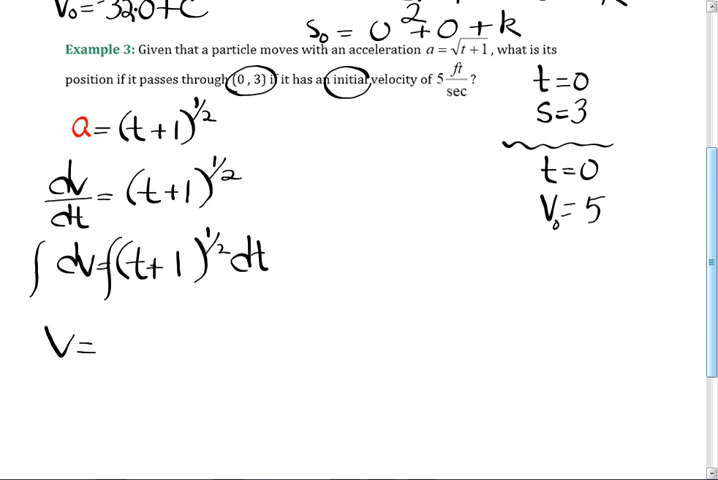 V₀=-32·0+C
S₀ = 0²+0+k
Example 3: Given that a particle moves with an acceleration a = √t+1, what is its
position if it passes through (0, 3) if it has an initial velocity of 5 ft/sec ?
t=0
s=3
t=0
V₀=5
a=(t+1)^1/2
dv/dt=(t+1)^1/2
∫dv=∫(t+1)^1/2 dt
V=